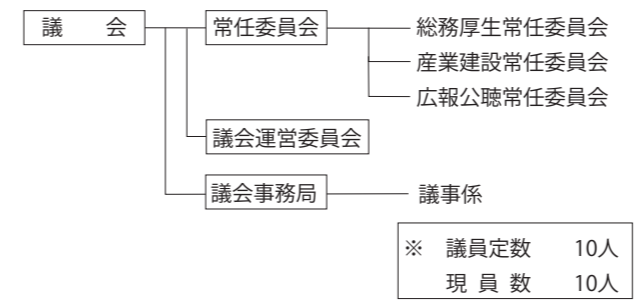 議　会　常任委員会　総務厚生常任委員会
産業建設常任委員会
広報公聴常任委員会
議会運営委員会
議会事務局　議事係
※　議員定数　10人
現 員 数　10人